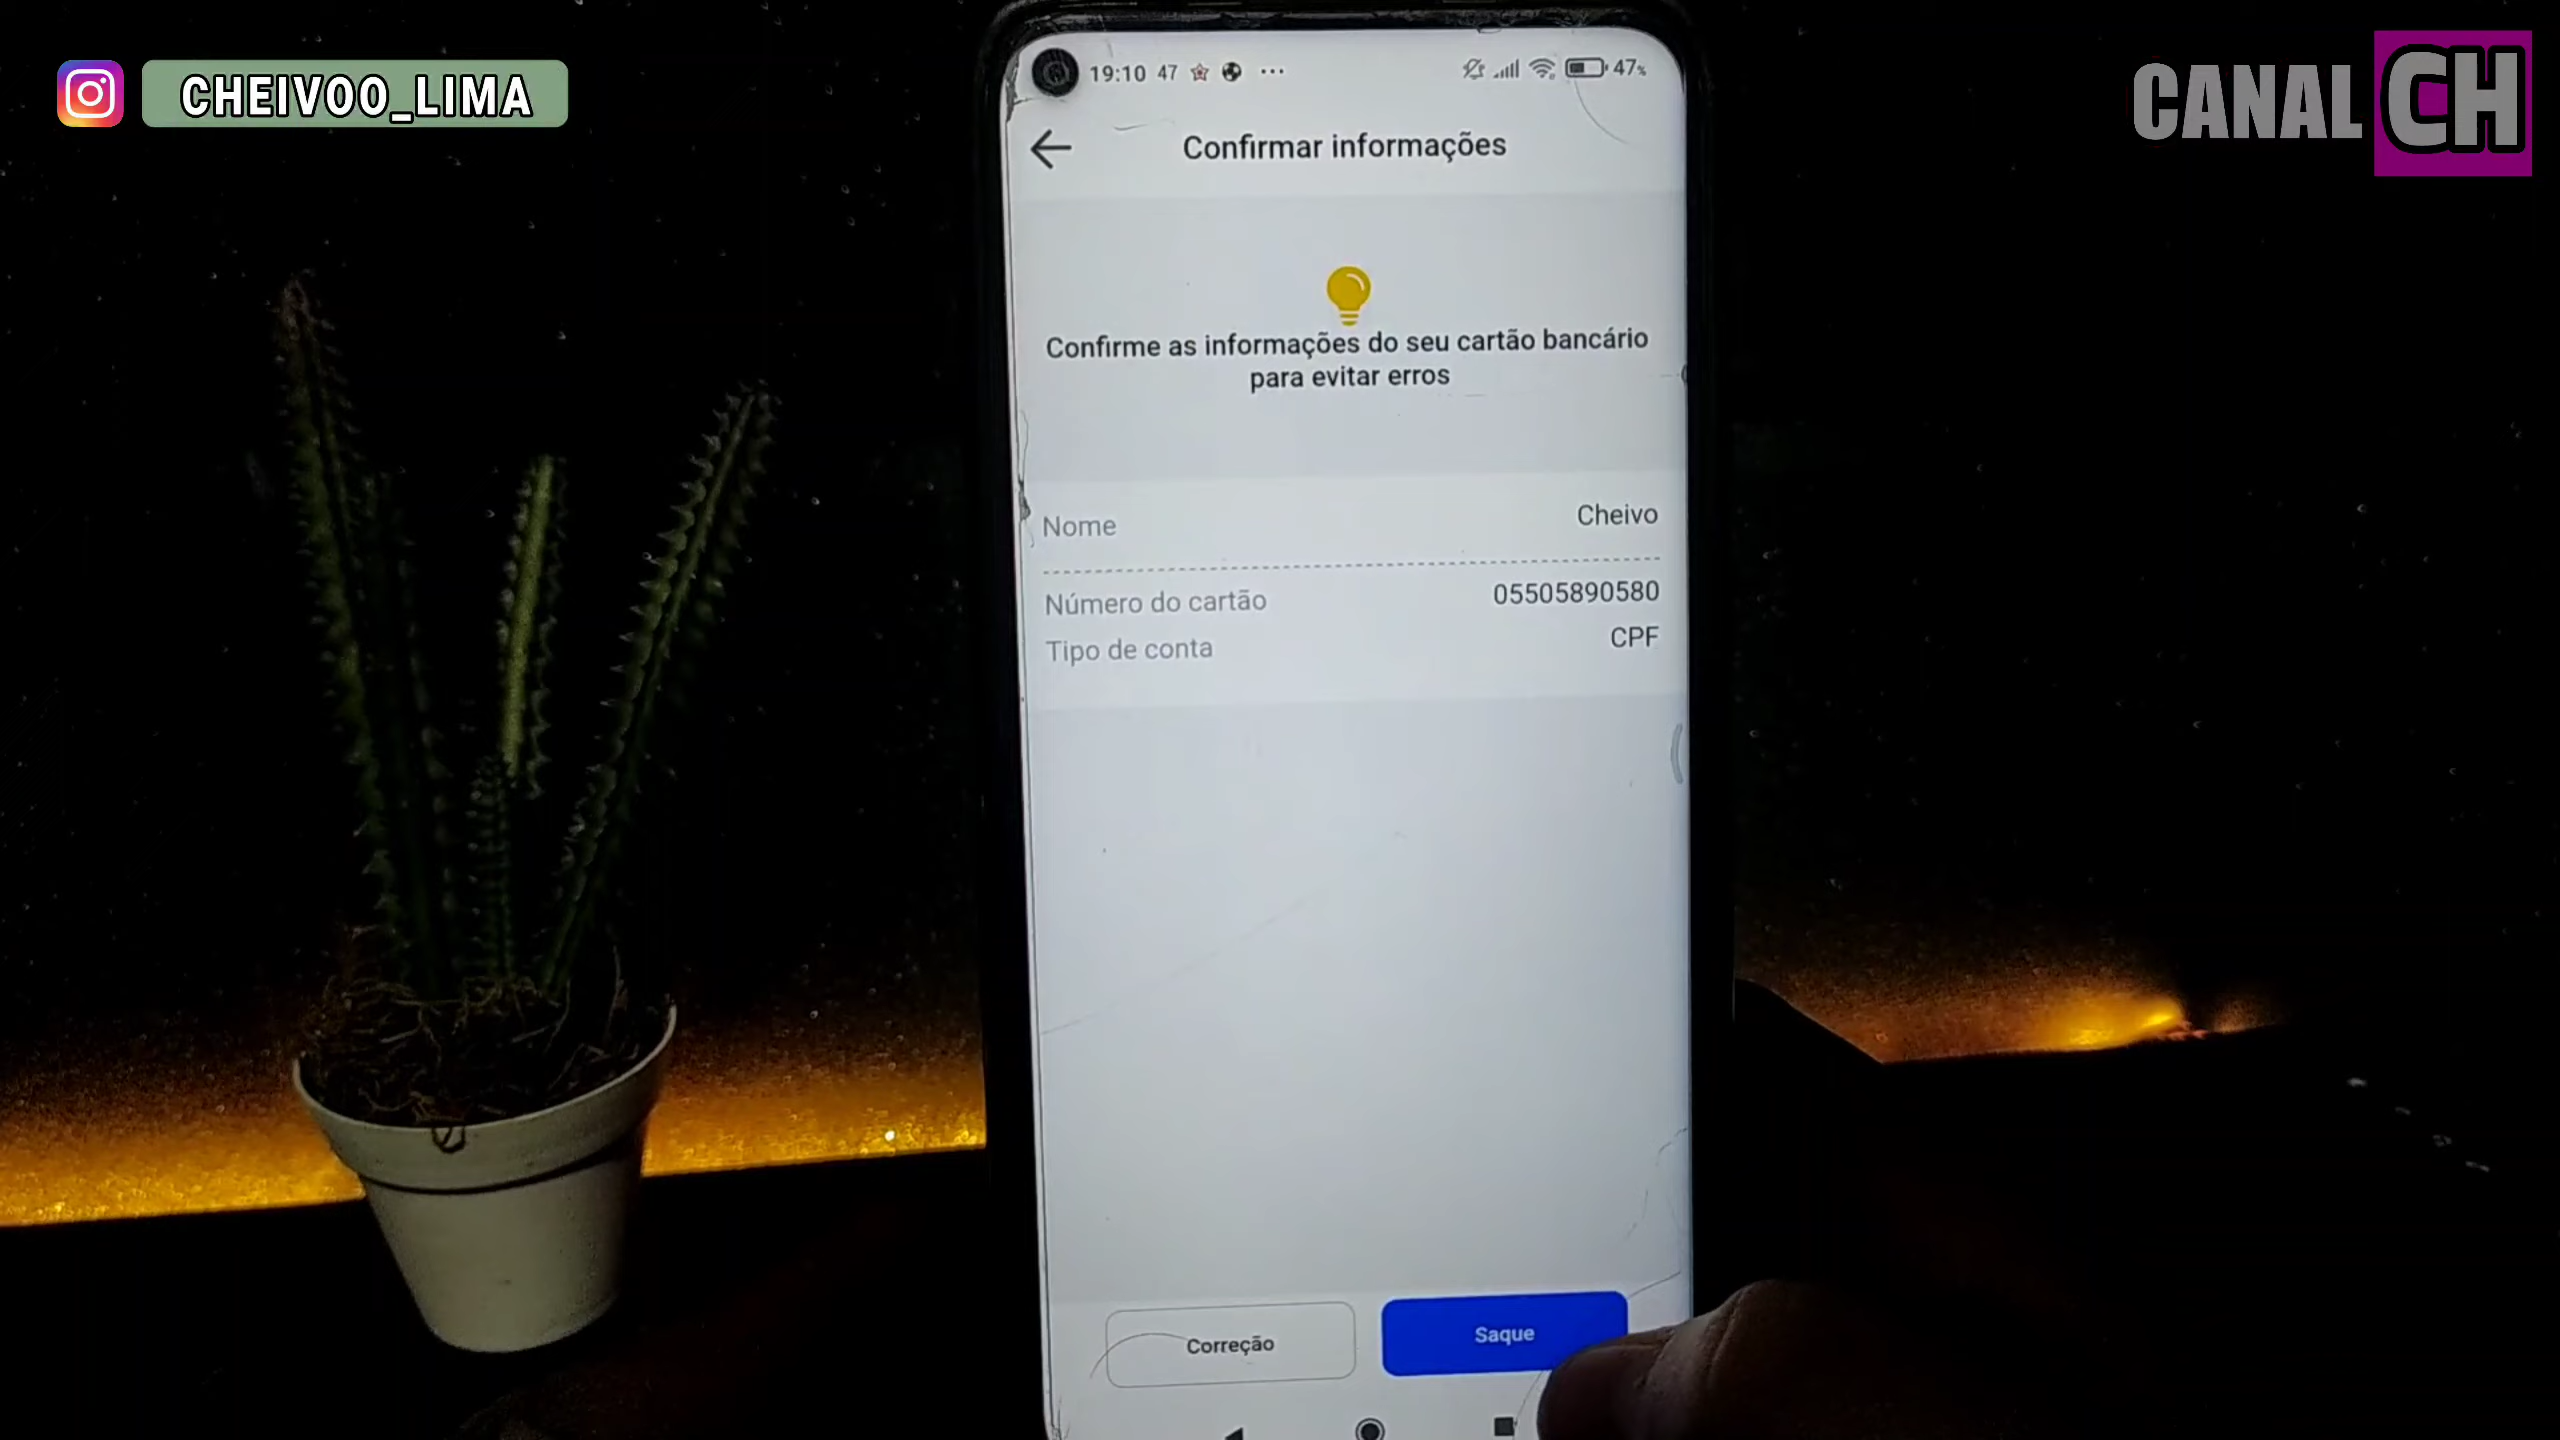 CHEIVOO_LIMA
CANAL CH
19:10 47
47%
Confirmar informações
Confirme as informações do seu cartão bancário
para evitar erros
Nome Cheivo
Número do cartão 05505890580
Tipo de conta CPF
Correção Saque